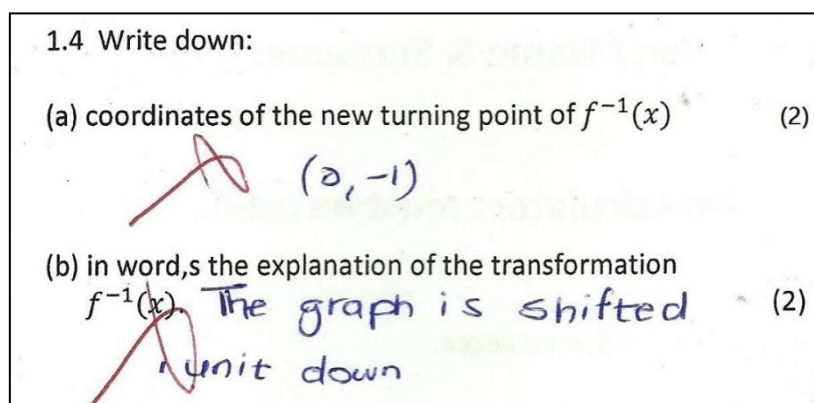 1.4 Write down:
(a) coordinates of the new turning point of f⁻¹(x) (2)
(0, -1)
(b) in word,s the explanation of the transformation
f⁻¹(x). The graph is shifted (2)
1 unit down